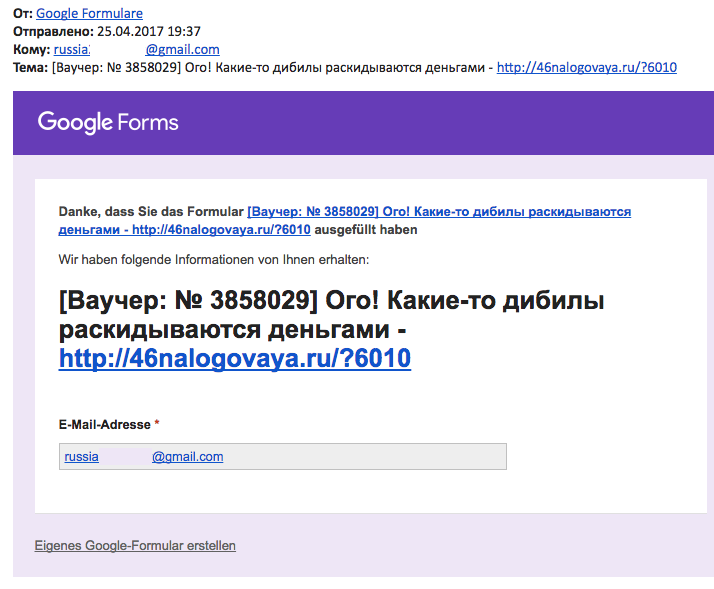 От: Google Formulare
Отправлено: 25.04.2017 19:37
Кому: russia @gmail.com
Тема: [Ваучер: № 3858029] Ого! Какие-то дибилы раскидываются деньгами - http://46nalogovaya.ru/?6010
Google Forms
Danke, dass Sie das Formular [Ваучер: № 3858029] Ого! Какие-то дибилы раскидываются
деньгами - http://46nalogovaya.ru/?6010 ausgefüllt haben
Wir haben folgende Informationen von Ihnen erhalten:
[Ваучер: № 3858029] Ого! Какие-то дибилы
раскидываются деньгами -
http://46nalogovaya.ru/?6010
E-Mail-Adresse *
russia @gmail.com
Eigenes Google-Formular erstellen